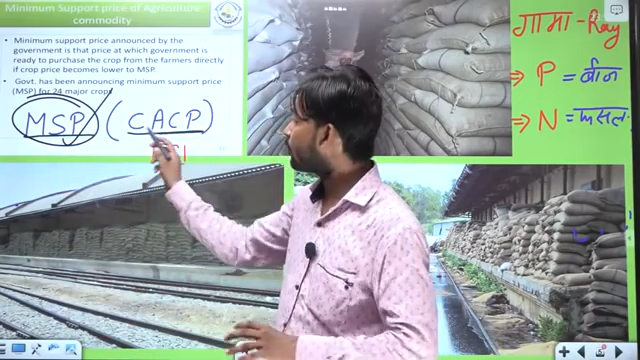 Minimum Support price of Agriculture
commodity
• Minimum support price announced by the
government is that price at which government is
ready to purchase the crop from the farmers directly
if crop price becomes lower to MSP.
• Govt. has been announcing minimum support price
(MSP) for 24 major crops
MSP (CACP)
गामा - Ray
⇒ P = बीज
⇒ N = फसल